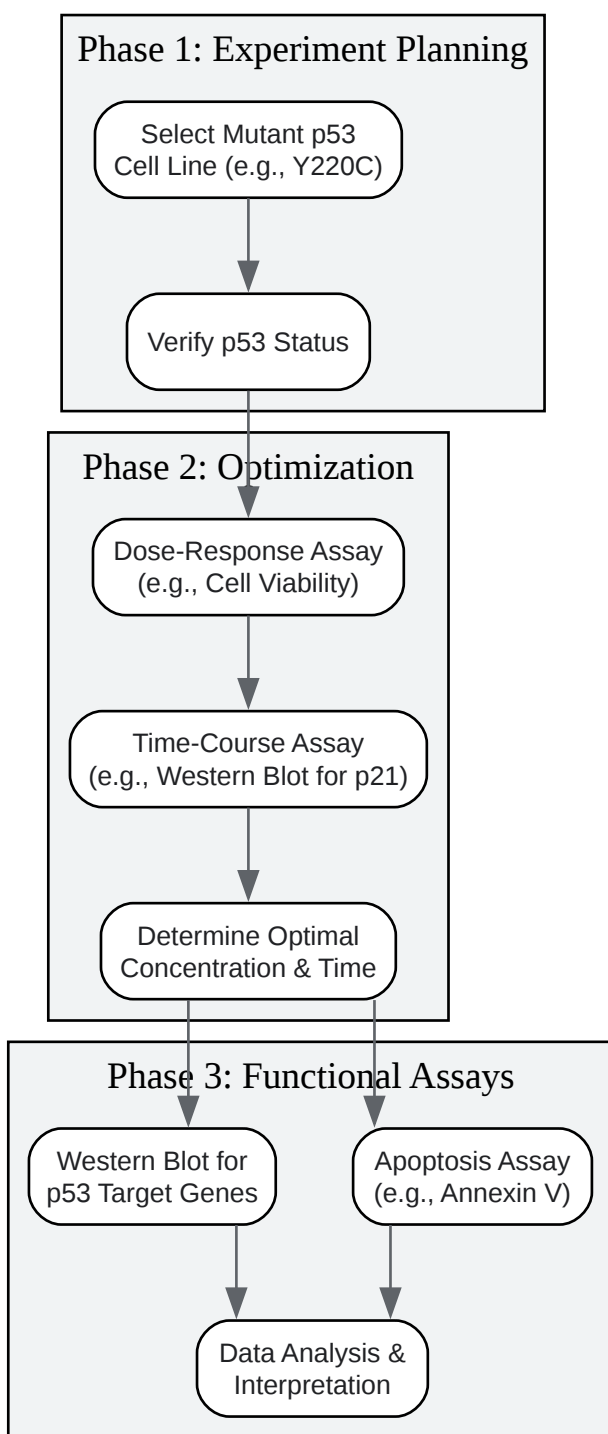 Phase 1: Experiment Planning
Select Mutant p53
Cell Line (e.g., Y220C)
Verify p53 Status
Phase 2: Optimization
Dose-Response Assay
(e.g., Cell Viability)
Time-Course Assay
(e.g., Western Blot for p21)
Determine Optimal
Concentration & Time
Phase 3: Functional Assays
Western Blot for
p53 Target Genes
Apoptosis Assay
(e.g., Annexin V)
Data Analysis &
Interpretation